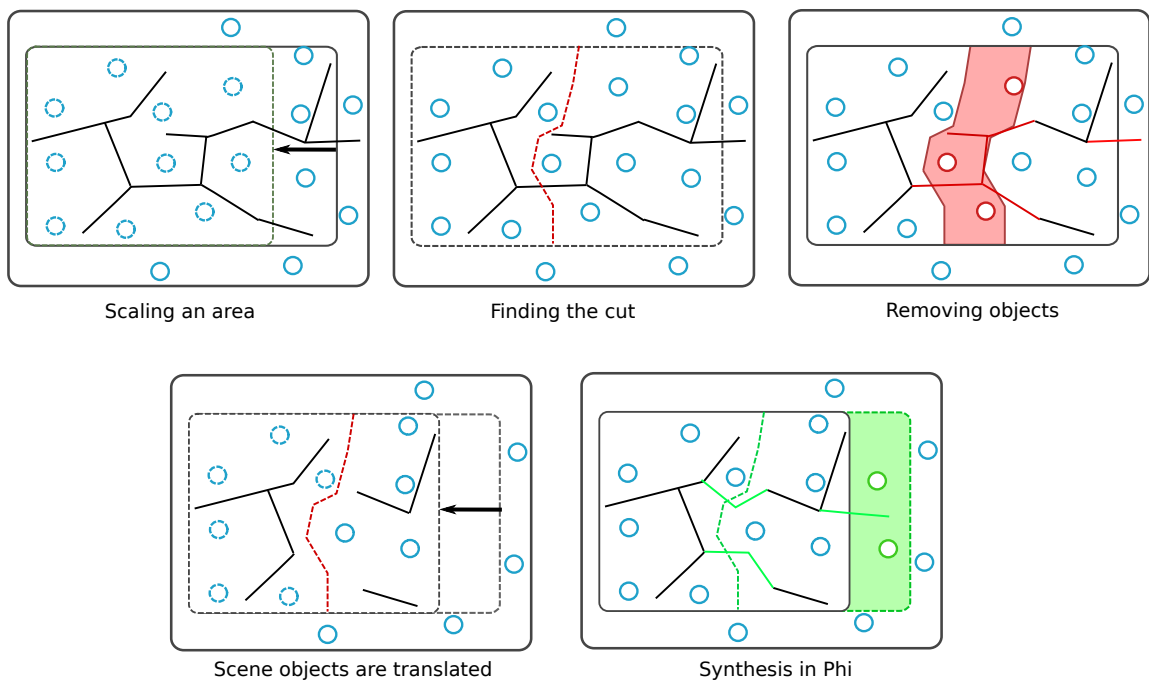 Scaling an area
Finding the cut
Removing objects
Scene objects are translated
Synthesis in Phi